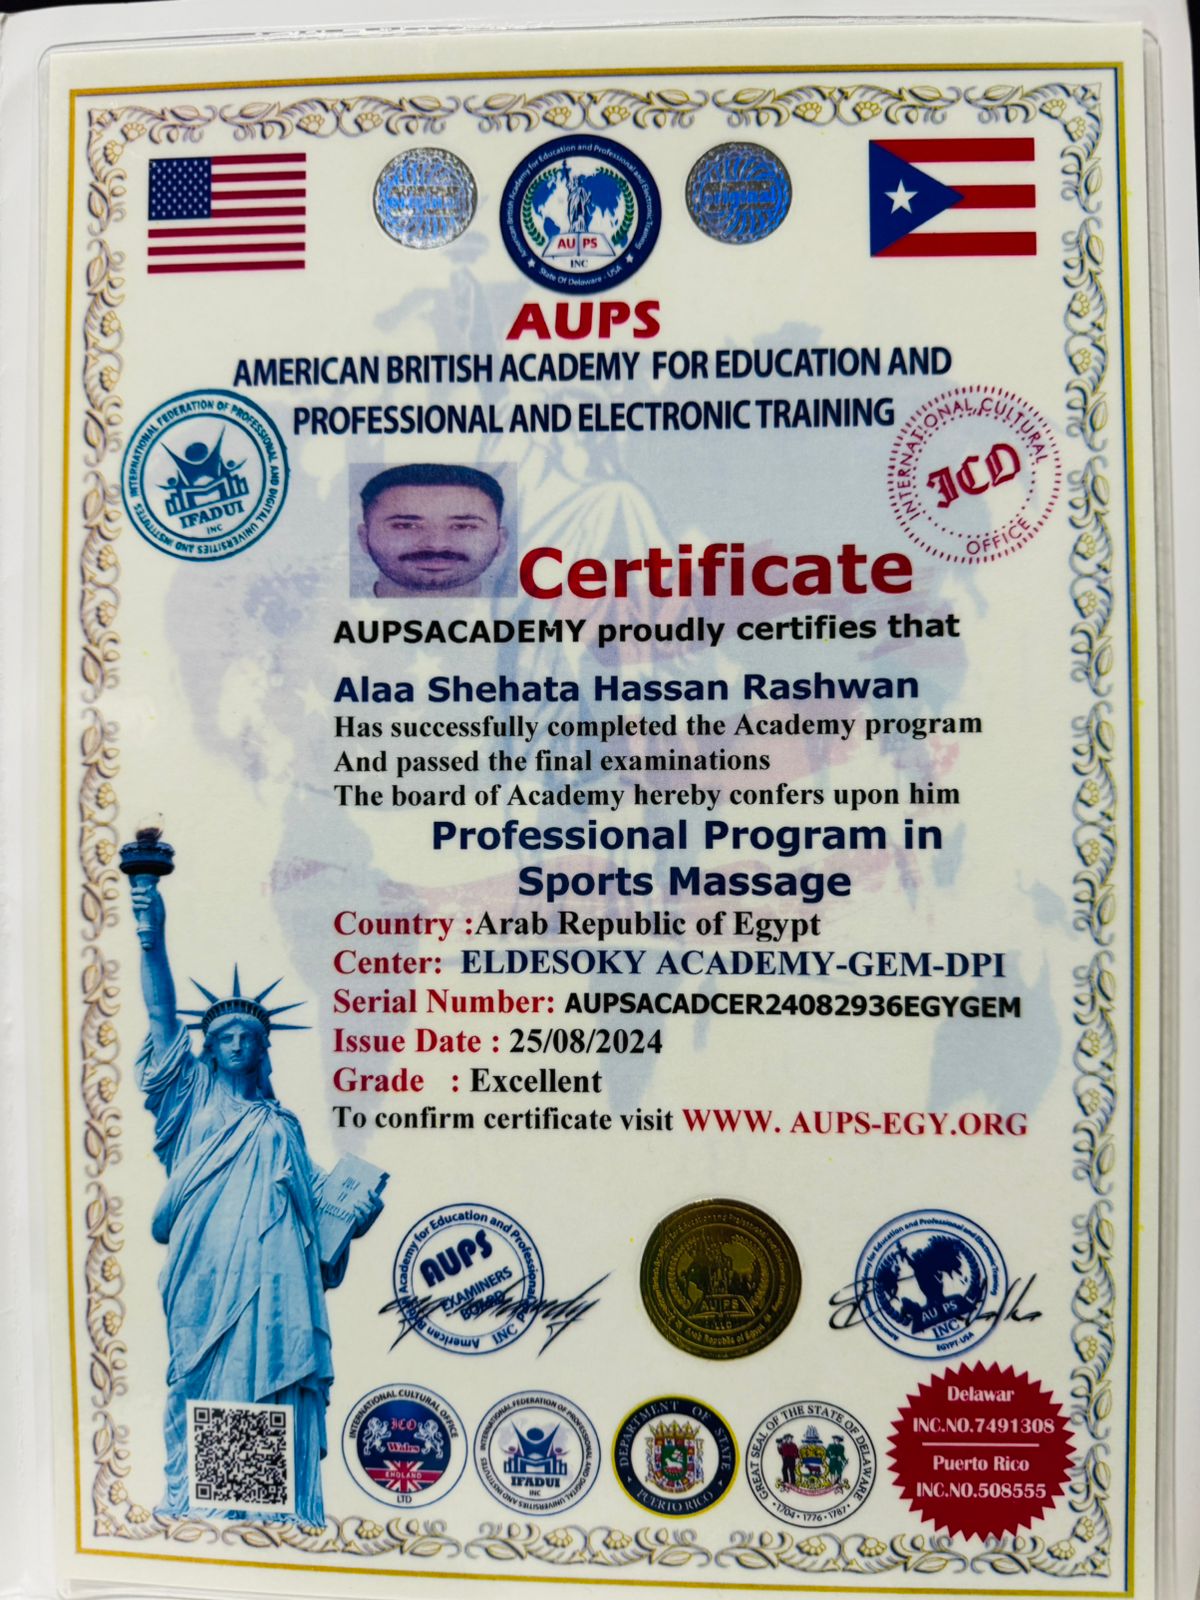 American British Academy for Education and Professional and Electronic Training
AU PS
INC
State Of Delaware - USA
AUPS
AMERICAN BRITISH ACADEMY FOR EDUCATION AND
PROFESSIONAL AND ELECTRONIC TRAINING
INTERNATIONAL FEDERATION OF PROFESSIONAL AND DIGITAL UNIVERSITIES AND INSTITUTES
IFADUI
INC
INTERNATIONAL CULTURAL
ICO
OFFICE
Certificate
AUPSACADEMY proudly certifies that
Alaa Shehata Hassan Rashwan
Has successfully completed the Academy program
And passed the final examinations
The board of Academy hereby confers upon him
Professional Program in
Sports Massage
Country :Arab Republic of Egypt
Center: ELDESOKY ACADEMY-GEM-DPI
Serial Number: AUPSACADCER24082936EGYGEM
Issue Date : 25/08/2024
Grade : Excellent
To confirm certificate visit WWW. AUPS-EGY.ORG
Academy for Education and Professional
AUPS
EXAMINERS
BOARD
INC
AU PS
LLC
Arab Republic of Egypt
for Education and Professional and Electronic Training
AU PS
INC
EGYPT-USA
INTERNATIONAL CULTURAL OFFICE
ICO
Wales
ENGLAND
LTD
INTERNATIONAL FEDERATION OF PROFESSIONAL AND DIGITAL UNIVERSITIES AND INSTITUTES
IFADUI
INC
DEPARTMENT OF STATE
PUERTO RICO
GREAT SEAL OF THE STATE OF DELAWARE
1704 • 1776 • 1787
Delawar
INC.NO.7491308
Puerto Rico
INC.NO.508555